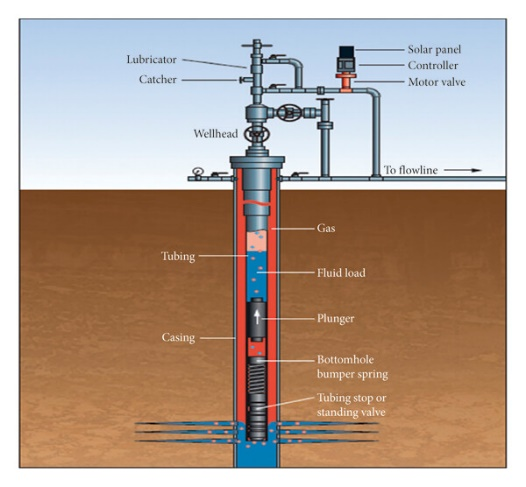 Solar panel
Lubricator
Controller
Catcher
Motor valve
Wellhead
To flowline
Gas
Tubing
Fluid load
Plunger
Casing
Bottomhole
bumper spring
Tubing stop or
standing valve